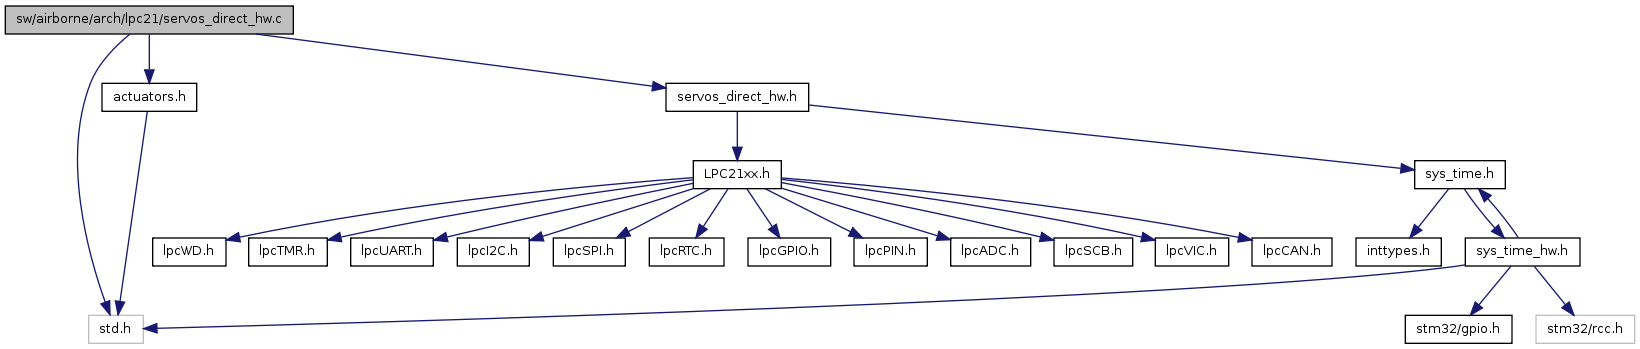 sw/airborne/arch/lpc21/servos_direct_hw.c
actuators.h
servos_direct_hw.h
LPC21xx.h
sys_time.h
lpcWD.h
lpcTMR.h
lpcUART.h
lpcI2C.h
lpcSPI.h
lpcRTC.h
lpcGPIO.h
lpcPIN.h
lpcADC.h
lpcSCB.h
lpcVIC.h
lpcCAN.h
inttypes.h
sys_time_hw.h
std.h
stm32/gpio.h
stm32/rcc.h